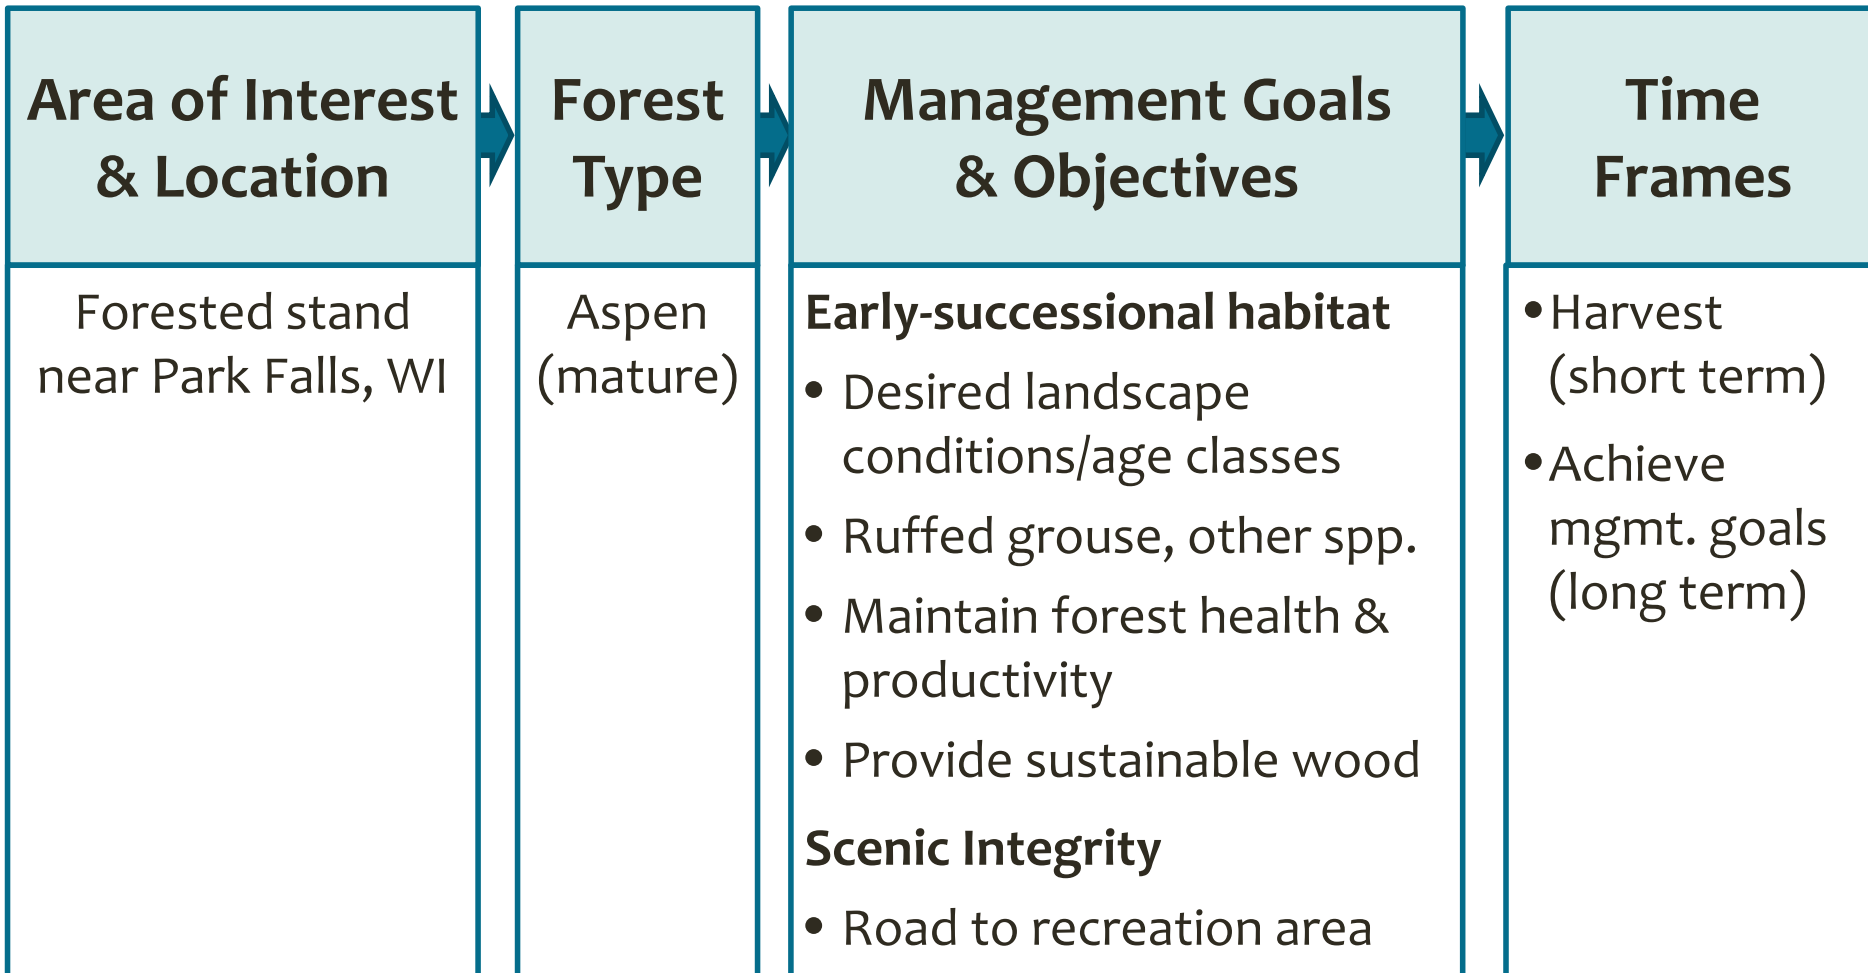 Area of Interest
& Location
Forested stand
near Park Falls, WI
Forest
Type
Aspen
(mature)
Management Goals
& Objectives
Early-successional habitat
• Desired landscape
conditions/age classes
• Ruffed grouse, other spp.
• Maintain forest health &
productivity
• Provide sustainable wood
Scenic Integrity
• Road to recreation area
Time
Frames
• Harvest
(short term)
• Achieve
mgmt. goals
(long term)